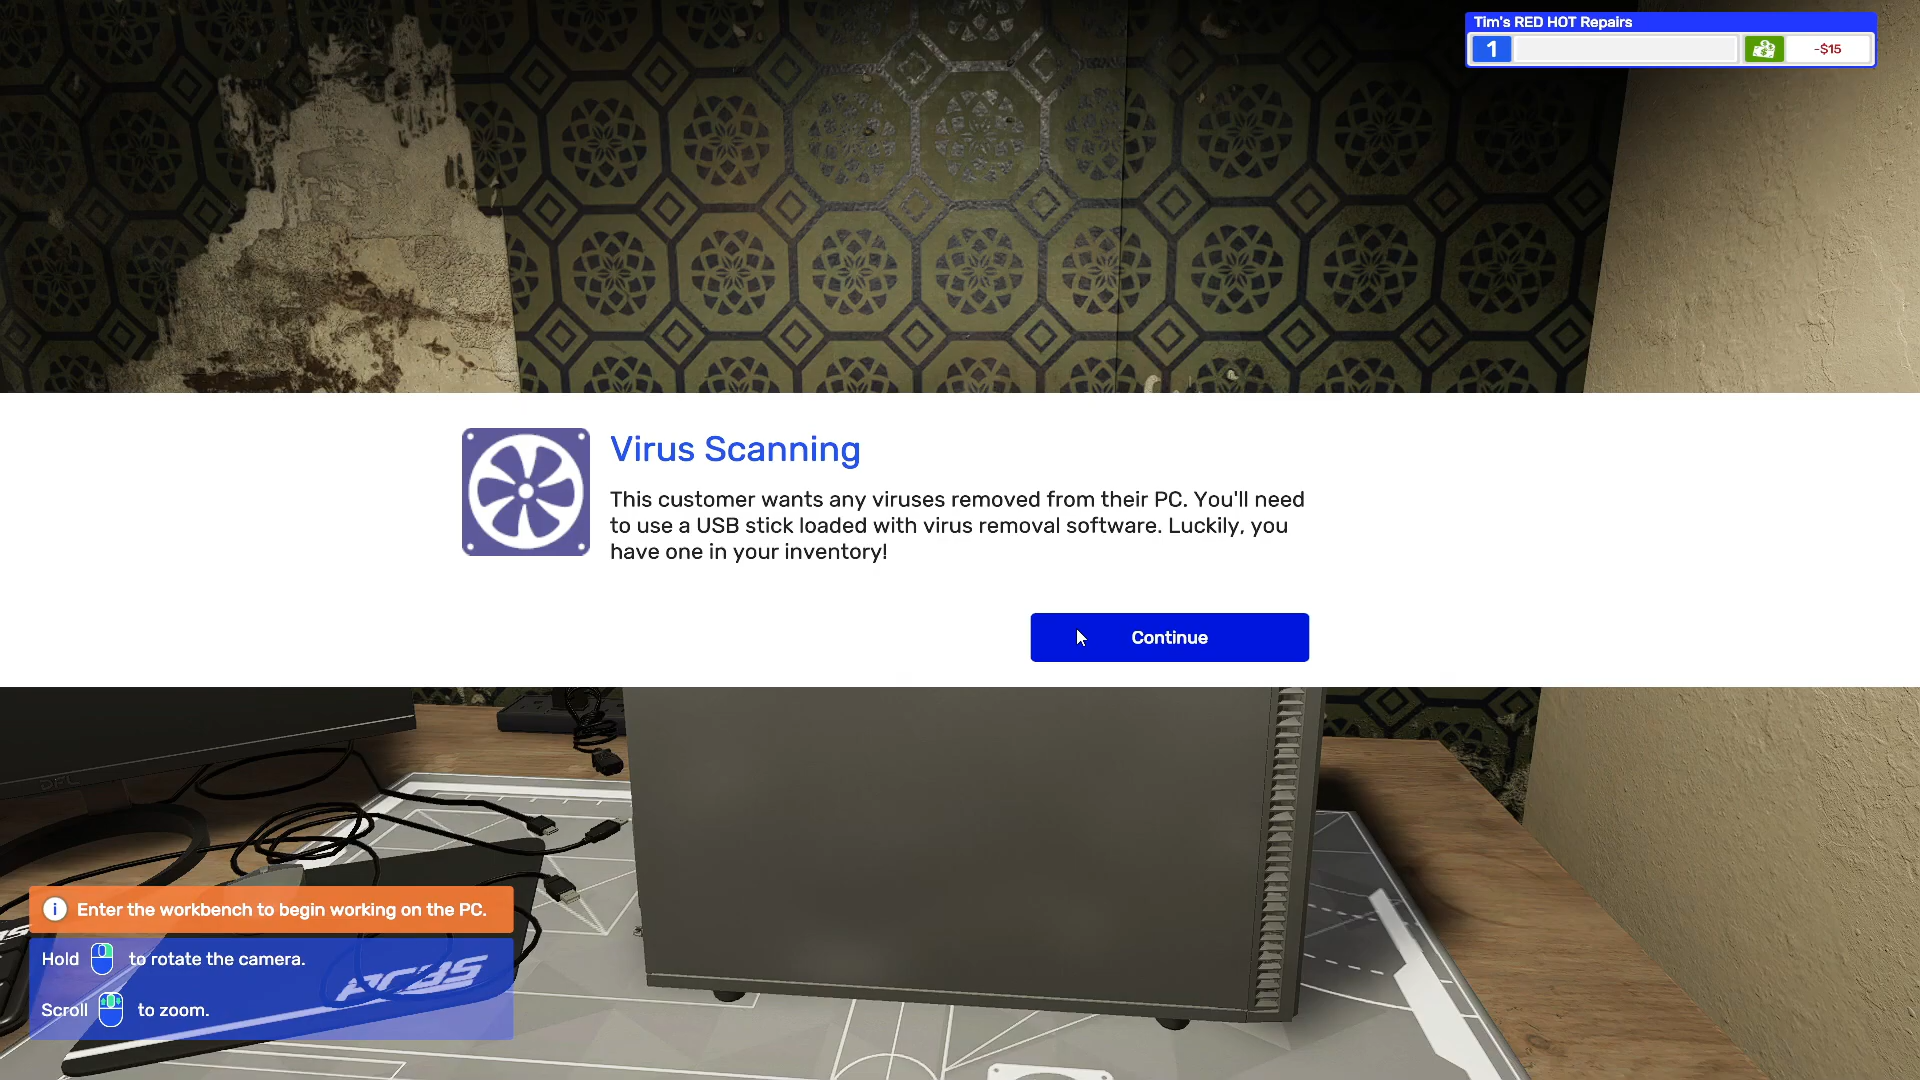 Tim's RED HOT Repairs
1
-$15
Virus Scanning
This customer wants any viruses removed from their PC. You'll need
to use a USB stick loaded with virus removal software. Luckily, you
have one in your inventory!
Continue
Enter the workbench to begin working on the PC.
Hold to rotate the camera.
Scroll to zoom.
PCBS